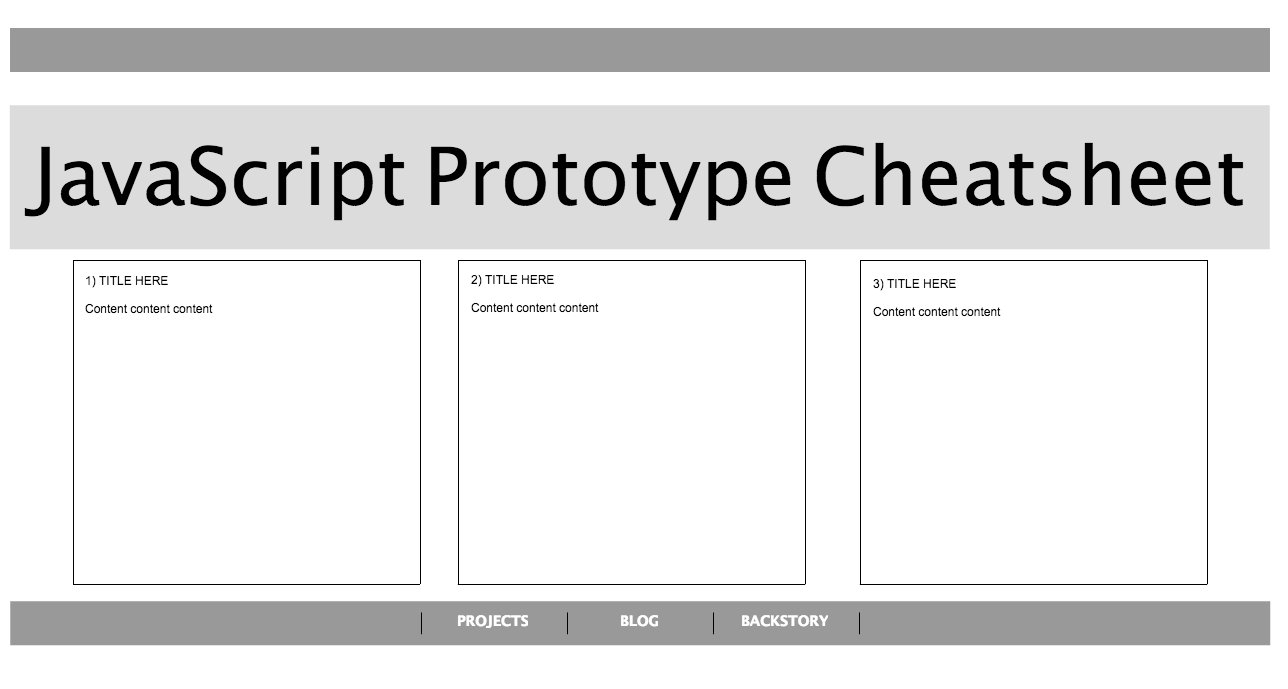 JavaScript Prototype Cheatsheet
1) TITLE HERE
Content content content
2) TITLE HERE
Content content content
3) TITLE HERE
Content content content
PROJECTS
BLOG
BACKSTORY